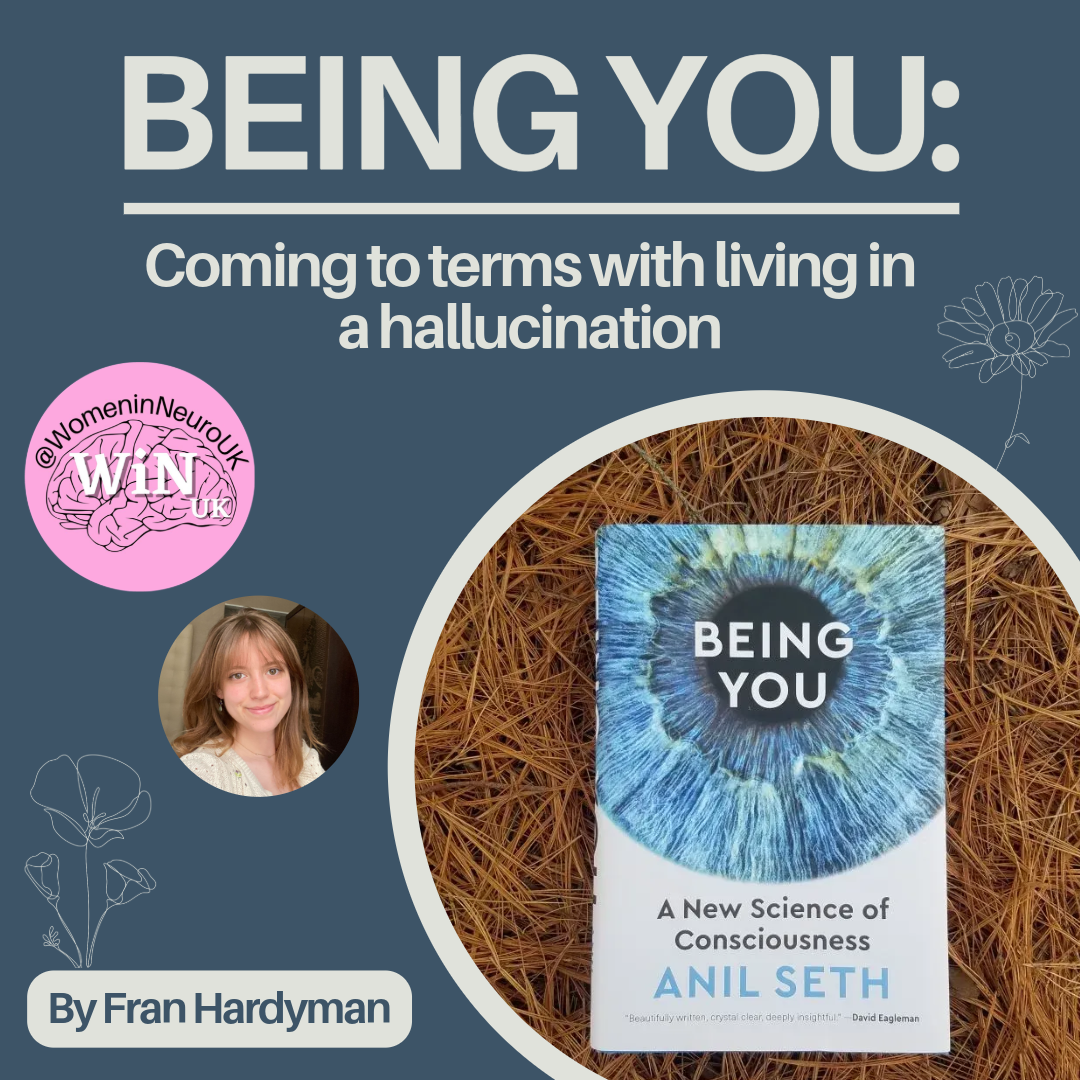 BEING YOU:
Coming to terms with living in
a hallucination
@WomeninNeuroUK
WiN
UK
BEING
YOU
A New Science of
Consciousness
ANIL SETH
"Beautifully written, crystal clear, deeply insightful." —David Eagleman
By Fran Hardyman